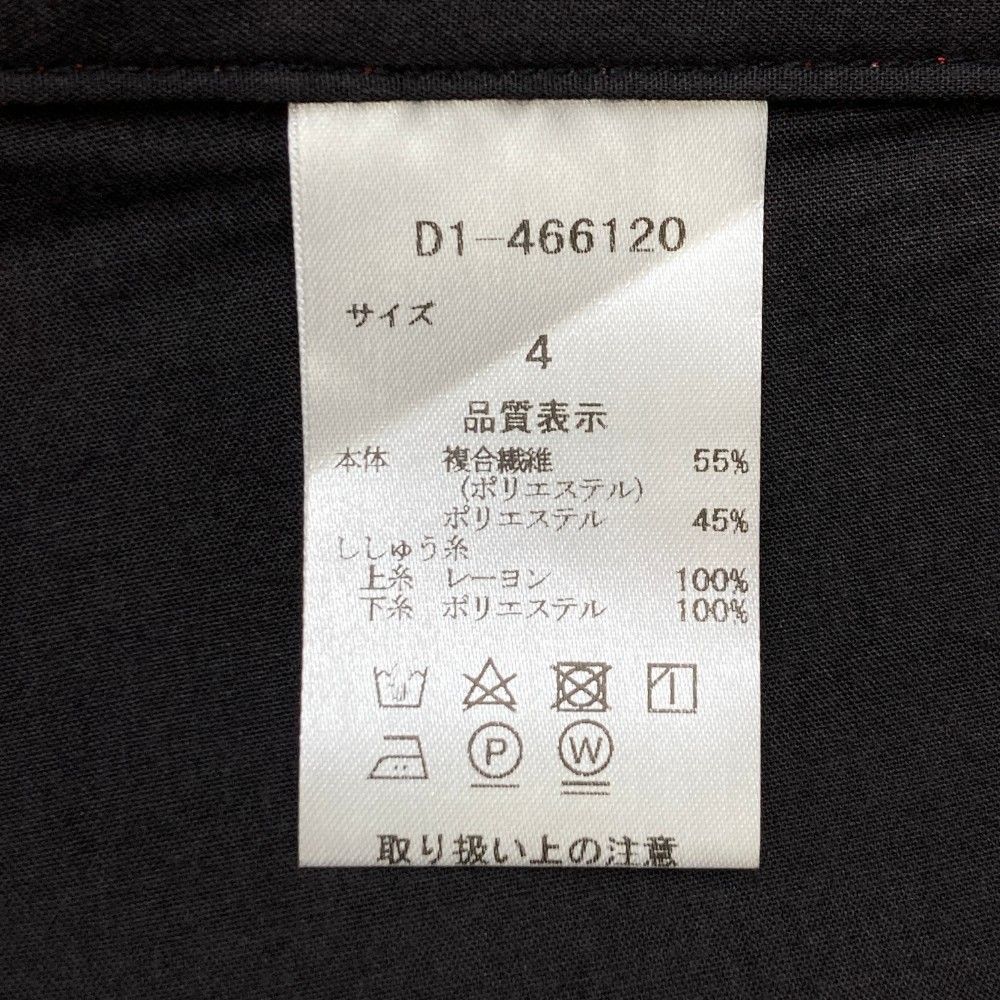 D1-466120
サイズ
4
品質表示
本体 複合繊維 55%
(ポリエステル)
ポリエステル 45%
ししゅう糸
上糸 レーヨン 100%
下糸 ポリエステル 100%
P W
取り扱い上の注意